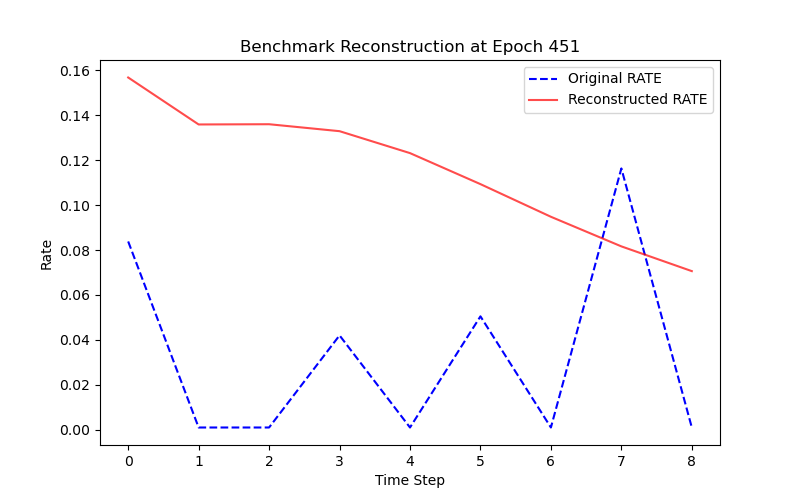 Benchmark Reconstruction at Epoch 451
Original RATE
Reconstructed RATE
0.16
0.14
0.12
0.10
0.08
0.06
0.04
0.02
0.00
Rate
0 1 2 3 4 5 6 7 8
Time Step